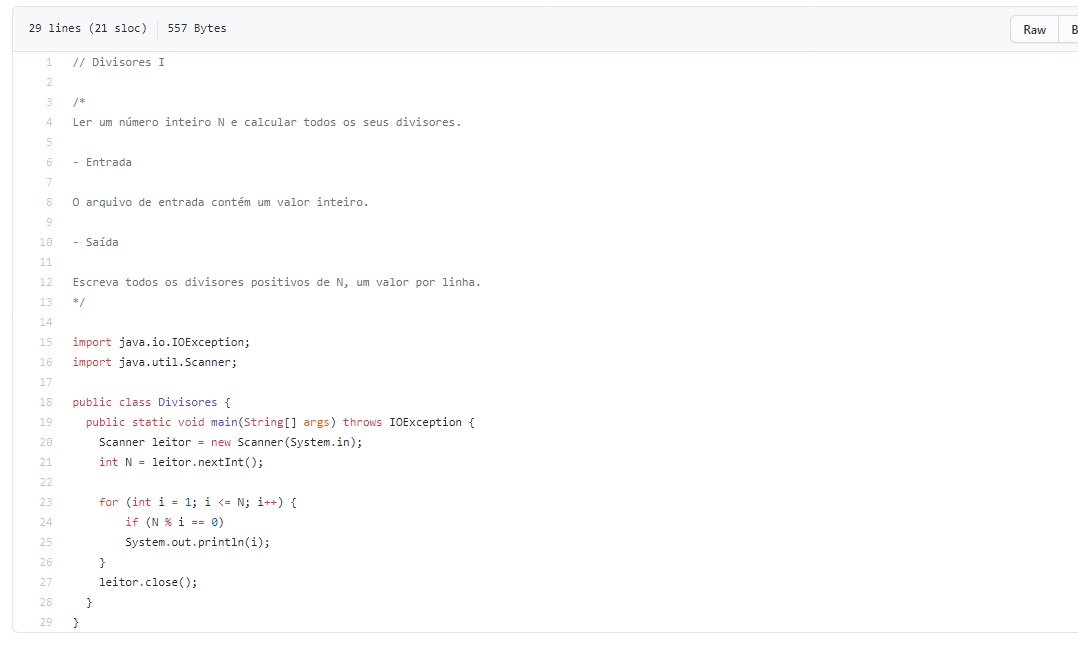 29 lines (21 sloc) 557 Bytes Raw B
1 // Divisores I
2
3 /*
4 Ler um número inteiro N e calcular todos os seus divisores.
5
6 - Entrada
7
8 O arquivo de entrada contém um valor inteiro.
9
10 - Saída
11
12 Escreva todos os divisores positivos de N, um valor por linha.
13 */
14
15 import java.io.IOException;
16 import java.util.Scanner;
17
18 public class Divisores {
19   public static void main(String[] args) throws IOException {
20     Scanner leitor = new Scanner(System.in);
21     int N = leitor.nextInt();
22
23     for (int i = 1; i <= N; i++) {
24         if (N % i == 0)
25         System.out.println(i);
26     }
27     leitor.close();
28   }
29 }